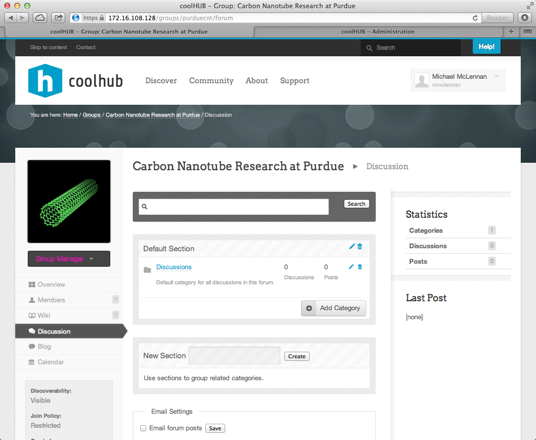 coolHUB - Group: Carbon Nanotube Research at Purdue
https 172.16.108.128/groups/purduecnt/forum
Reader
coolHUB - Group: Carbon Nanotube Research at Purdue
coolHUB - Administration
Skip to content
Contact
Search
Help!
h coolhub
Discover
Community
About
Support
Michael McLennan
mmclennan
You are here: Home / Groups / Carbon Nanotube Research at Purdue / Discussion
Carbon Nanotube Research at Purdue ▸ Discussion
Search
Group Manager
Overview
Members
Wiki
Discussion
Blog
Calendar
Discoverability:
Visible
Join Policy:
Restricted
Default Section
Discussions
Default category for all discussions in this forum.
0
Discussions
0
Posts
Add Category
New Section
Create
Use sections to group related categories.
Email Settings
Email forum posts
Save
Statistics
Categories 1
Discussions 0
Posts 0
Last Post
[none]